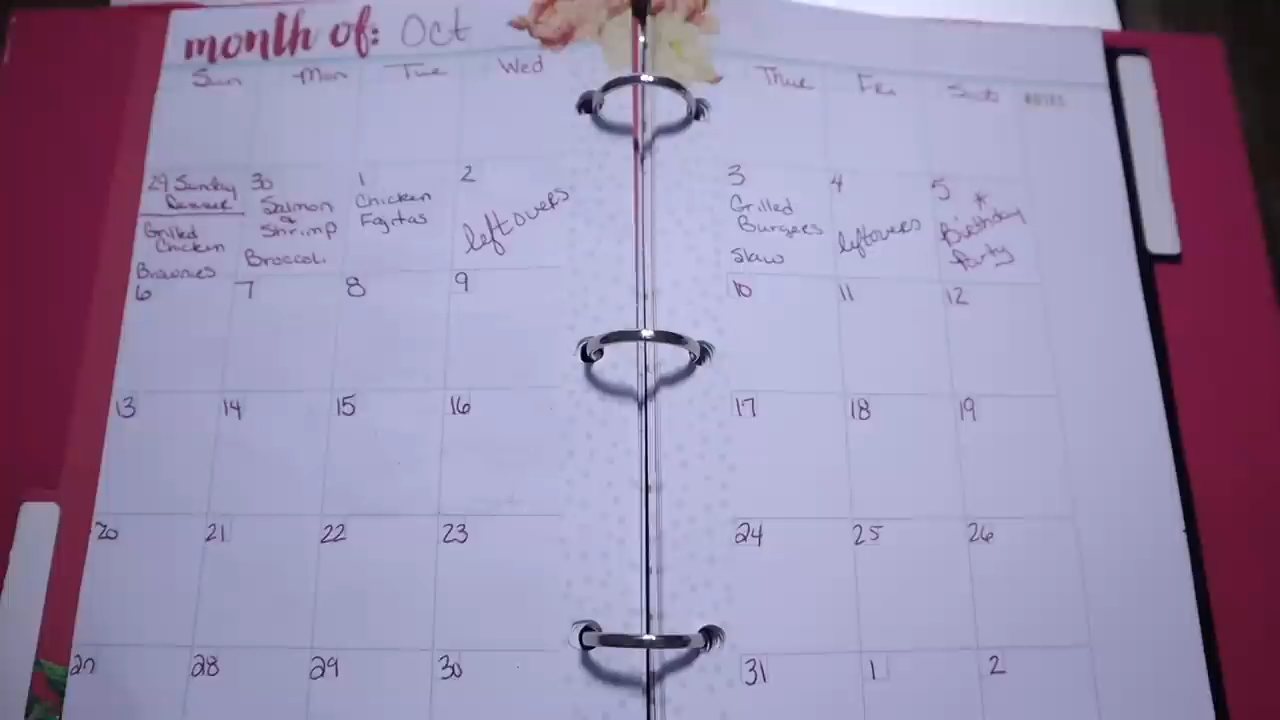 month of: Oct
Sun Mon Tue Wed Thur Fri Sat NOTES
29 Sunday
Dinner
Grilled
Chicken
Brownies
30
Salmon
&
Shrimp
Broccoli
1
Chicken
Fajitas
2
leftovers
3
Grilled
Burgers
Slaw
4
leftovers
5 *
Birthday
Party
6 7 8 9 10 11 12
13 14 15 16 17 18 19
20 21 22 23 24 25 26
27 28 29 30 31 1 2